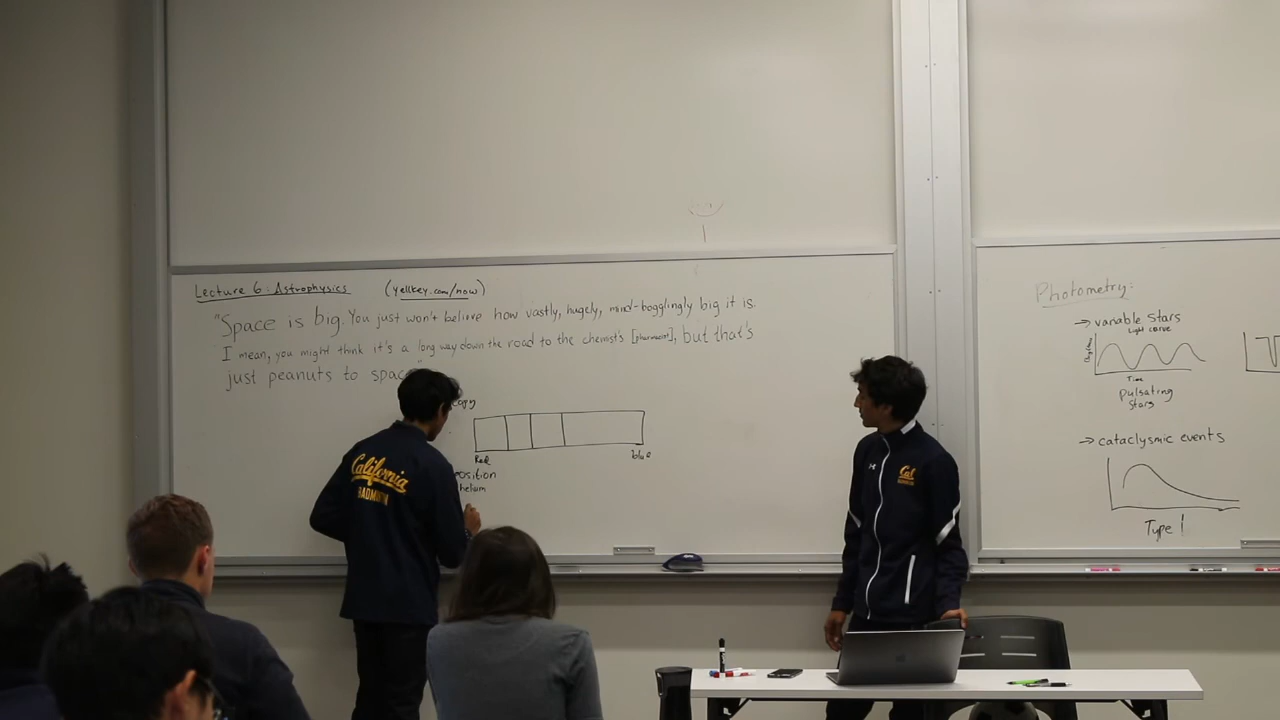 Lecture 6: Astrophysics (yellkey.com/now)
"Space is big. You just won't believe how vastly, hugely, mind-bogglingly big it is.
I mean, you might think it's a long way down the road to the chemist's [pharmacist], but that's
just peanuts to space"
Red blue
position
helium
California
BADMINTON
Cal
Photometry:
→ variable stars
Light curve
Time
Pulsating
Stars
→ cataclysmic events
Type I